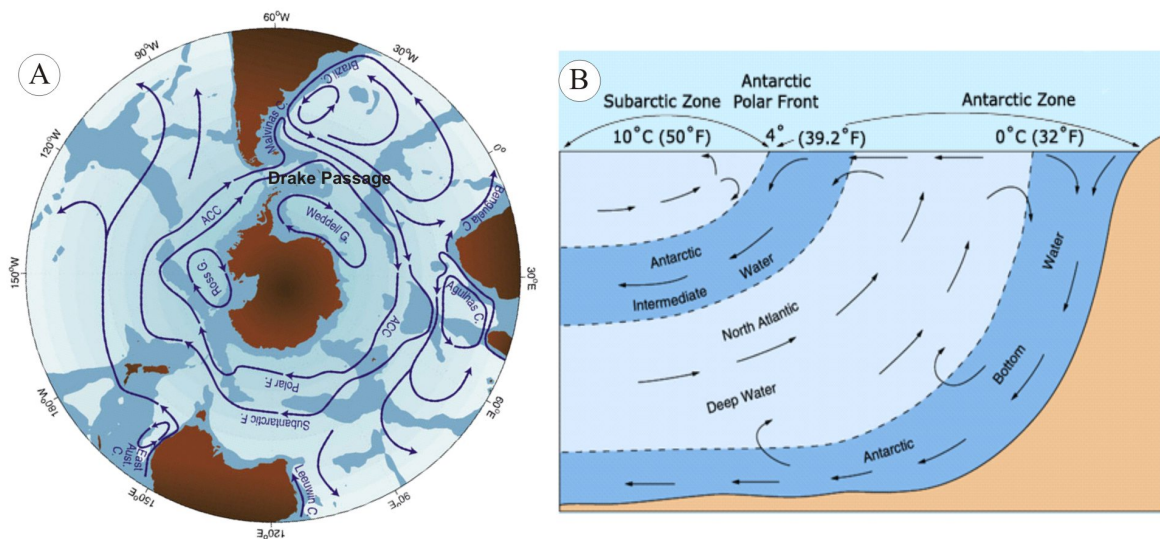 A
60°W
90°W
30°W
120°W
0°
150°W
30°E
180°W
60°E
150°E
90°E
120°E
Brazil C.
Malvinas C.
Drake Passage
Benguela C
ACC
Weddell G.
Ross G.
Agulhas C.
ACC
Polar F.
Subantarctic F.
East
Aust.
C.
Leeuwin C.
B
Subarctic Zone
Antarctic
Polar Front
Antarctic Zone
10°C (50°F)
4°
(39.2°F)
0°C (32°F)
Antarctic
Water
Intermediate
Water
North Atlantic
Deep Water
Bottom
Antarctic